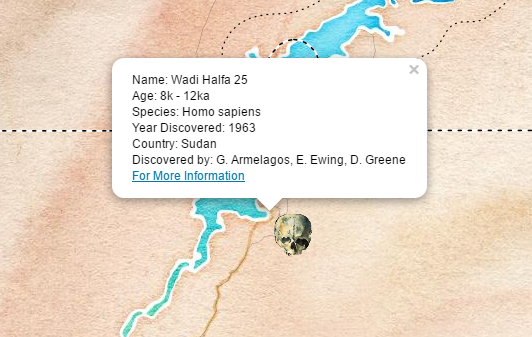 Name: Wadi Halfa 25
Age: 8k - 12ka
Species: Homo sapiens
Year Discovered: 1963
Country: Sudan
Discovered by: G. Armelagos, E. Ewing, D. Greene
For More Information